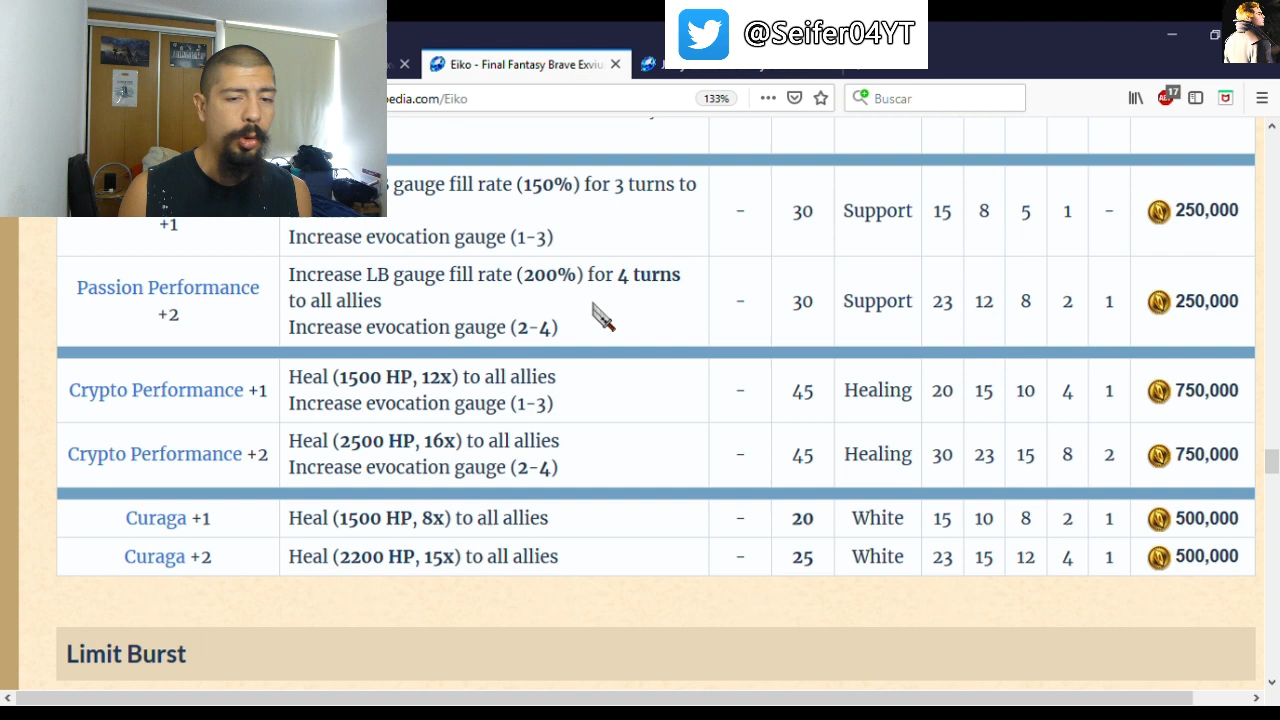 @Seifer04YT
Eiko - Final Fantasy Brave Exviu
pedia.com/Eiko
133%
Buscar
17
gauge fill rate (150%) for 3 turns to
+1
Increase evocation gauge (1-3)
- 30 Support 15 8 5 1 - 250,000
Passion Performance
+2
Increase LB gauge fill rate (200%) for 4 turns
to all allies
Increase evocation gauge (2-4)
- 30 Support 23 12 8 2 1 250,000
Crypto Performance +1
Heal (1500 HP, 12x) to all allies
Increase evocation gauge (1-3)
- 45 Healing 20 15 10 4 1 750,000
Crypto Performance +2
Heal (2500 HP, 16x) to all allies
Increase evocation gauge (2-4)
- 45 Healing 30 23 15 8 2 750,000
Curaga +1 Heal (1500 HP, 8x) to all allies - 20 White 15 10 8 2 1 500,000
Curaga +2 Heal (2200 HP, 15x) to all allies - 25 White 23 15 12 4 1 500,000
Limit Burst